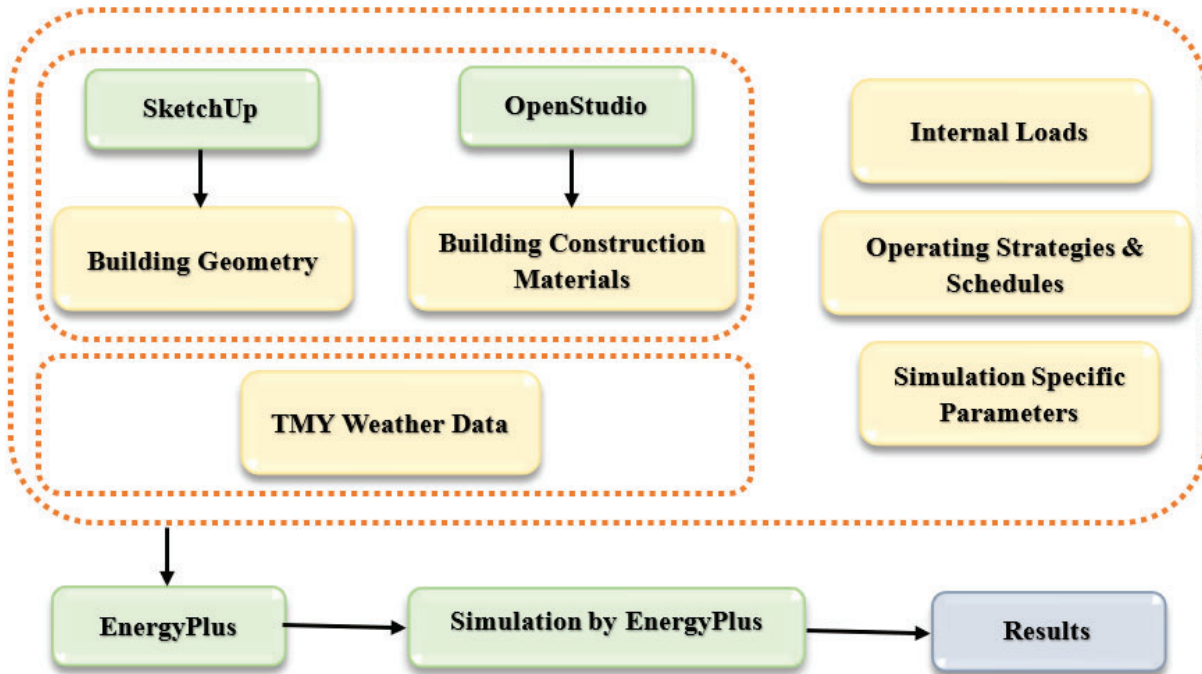 SketchUp
OpenStudio
Internal Loads
Building Geometry
Building Construction
Materials
Operating Strategies &
Schedules
Simulation Specific
Parameters
TMY Weather Data
EnergyPlus
Simulation by EnergyPlus
Results